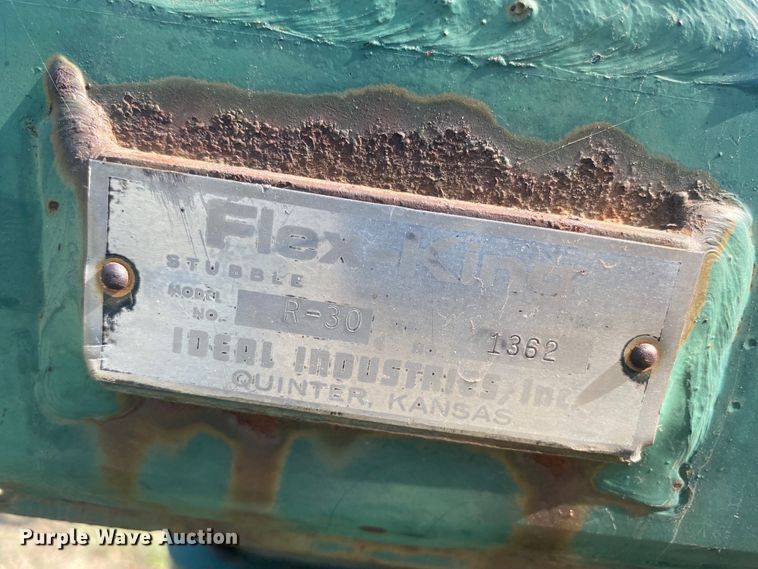 Flex-King
STUBBLE
MODEL
NO. R-30 1362
IDEAL INDUSTRIES, Inc.
QUINTER, KANSAS
Purple Wave Auction